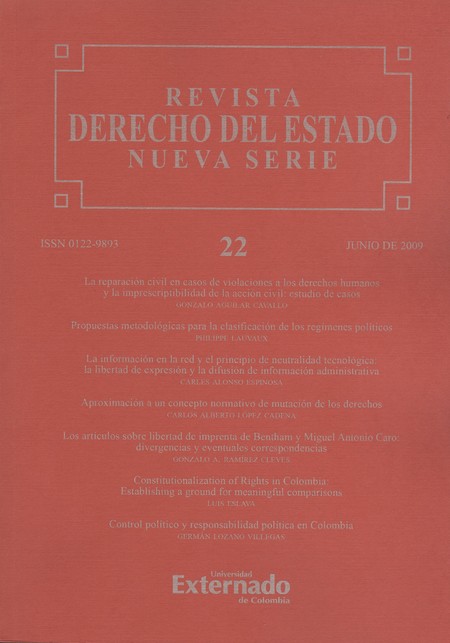 REVISTA
DERECHO DEL ESTADO
NUEVA SERIE
ISSN 0122-9893
22
JUNIO DE 2009
La reparación civil en casos de violaciones a los derechos humanos
y la imprescriptibilidad de la acción civil: estudio de casos
GONZALO AGUILAR CAVALLO
Propuestas metodológicas para la clasificación de los regímenes políticos
PHILIPPE LAUVAUX
La información en la red y el principio de neutralidad tecnológica:
la libertad de expresión y la difusión de información administrativa
CARLES ALONSO ESPINOSA
Aproximación a un concepto normativo de mutación de los derechos
CARLOS ALBERTO LÓPEZ CADENA
Los artículos sobre libertad de imprenta de Bentham y Miguel Antonio Caro:
divergencias y eventuales correspondencias
GONZALO A. RAMÍREZ CLEVES
Constitutionalization of Rights in Colombia:
Establishing a ground for meaningful comparisons
LUIS ESLAVA
Control político y responsabilidad política en Colombia
GERMÁN LOZANO VILLEGAS
Universidad
Externado
de Colombia